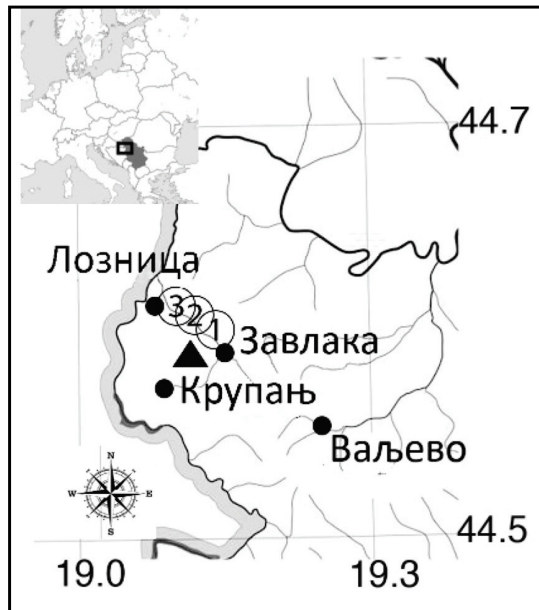 44.7
Лозница
3
2
1
Завлака
Крупањ
Ваљево
N
W E
S
44.5
19.0 19.3